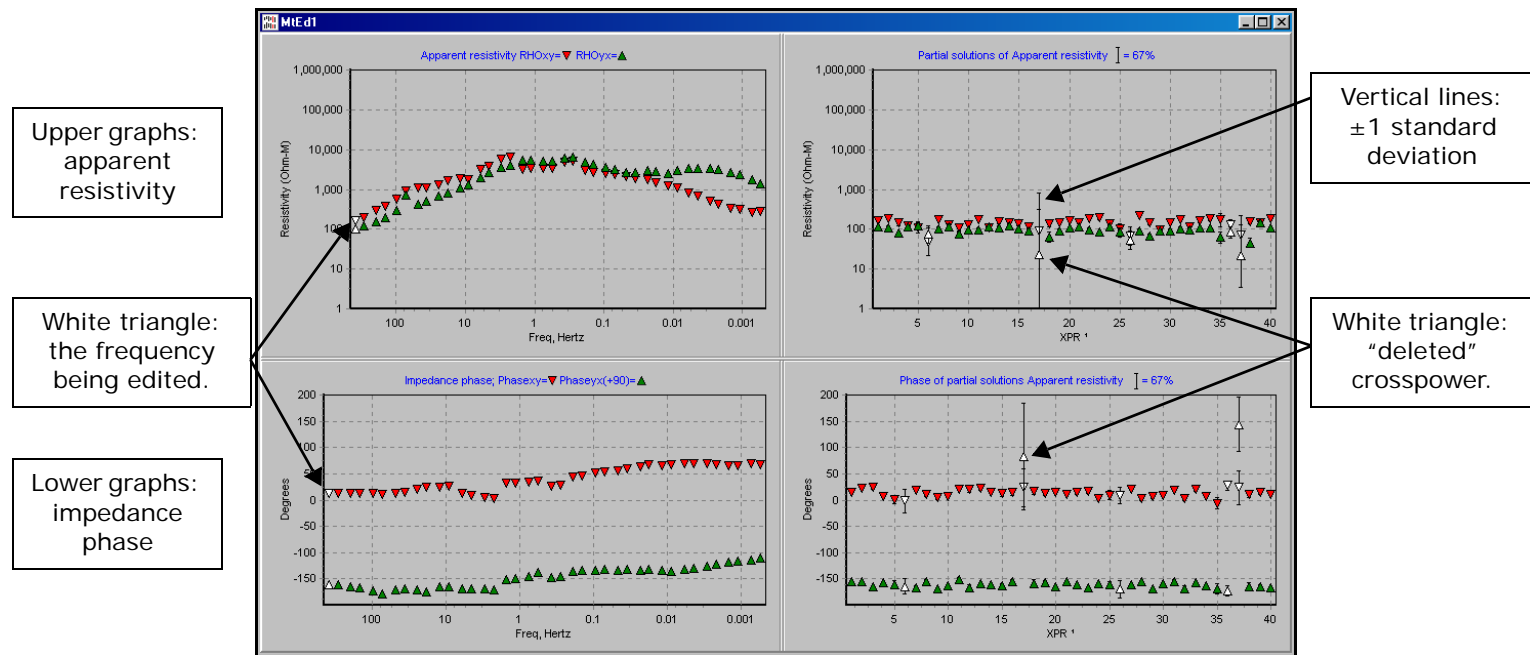 MtEd1
Upper graphs:
apparent
resistivity
White triangle:
the frequency
being edited.
Lower graphs:
impedance
phase
Apparent resistivity RHOxy= RHOyx=
1,000,000
100,000
10,000
1,000
100
10
1
Resistivity (Ohm-M)
100
10
1
0.1
0.01
0.001
Freq, Hertz
Partial solutions of Apparent resistivity = 67%
1,000,000
100,000
10,000
1,000
100
10
1
Resistivity (Ohm-M)
5
10
15
20
25
30
35
40
XPR ¹
Impedance phase; Phasexy= Phaseyx(+90)=
200
150
100
50
0
-50
-100
-150
Degrees
100
10
1
0.1
0.01
0.001
Freq, Hertz
Phase of partial solutions Apparent resistivity = 67%
200
150
100
50
0
-50
-100
-150
Degrees
5
10
15
20
25
30
35
40
XPR ¹
Vertical lines:
±1 standard
deviation
White triangle:
“deleted”
crosspower.